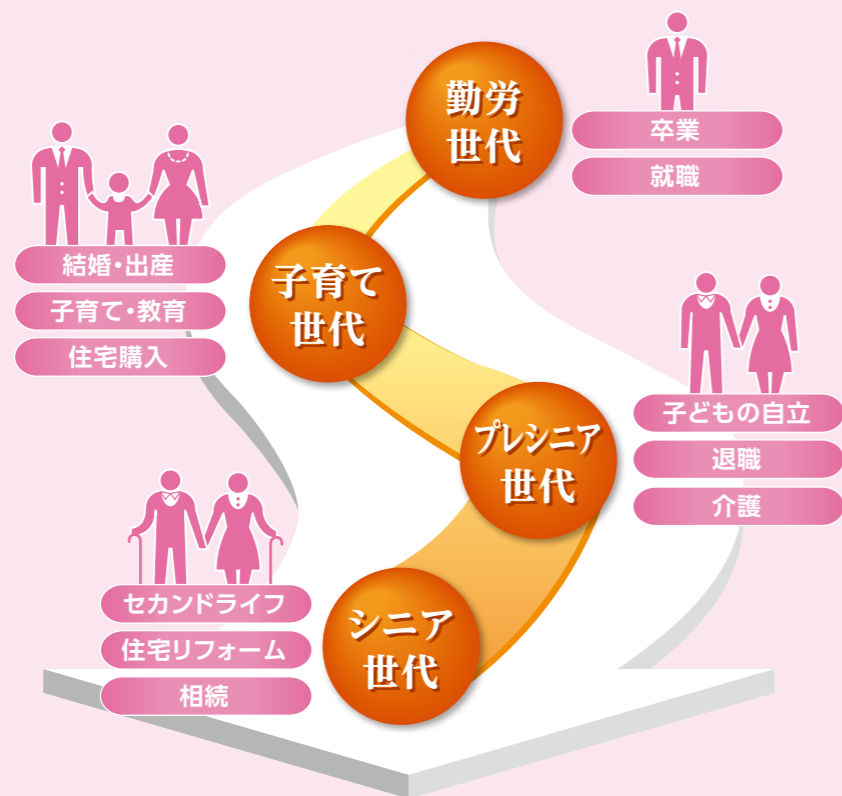 勤労
世代
卒業
就職
子育て
世代
結婚・出産
子育て・教育
住宅購入
プレシニア
世代
子どもの自立
退職
介護
シニア
世代
セカンドライフ
住宅リフォーム
相続